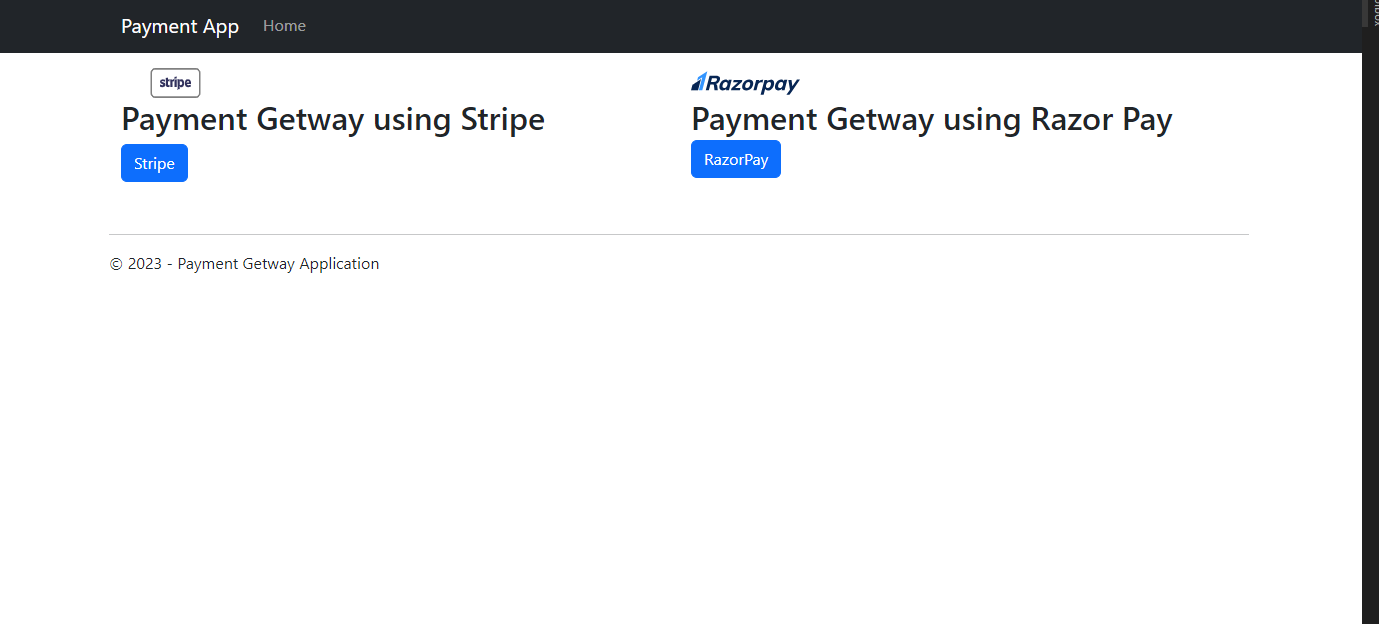 Payment App Home
stripe
Payment Getway using Stripe
Stripe
Razorpay
Payment Getway using Razor Pay
RazorPay
© 2023 - Payment Getway Application